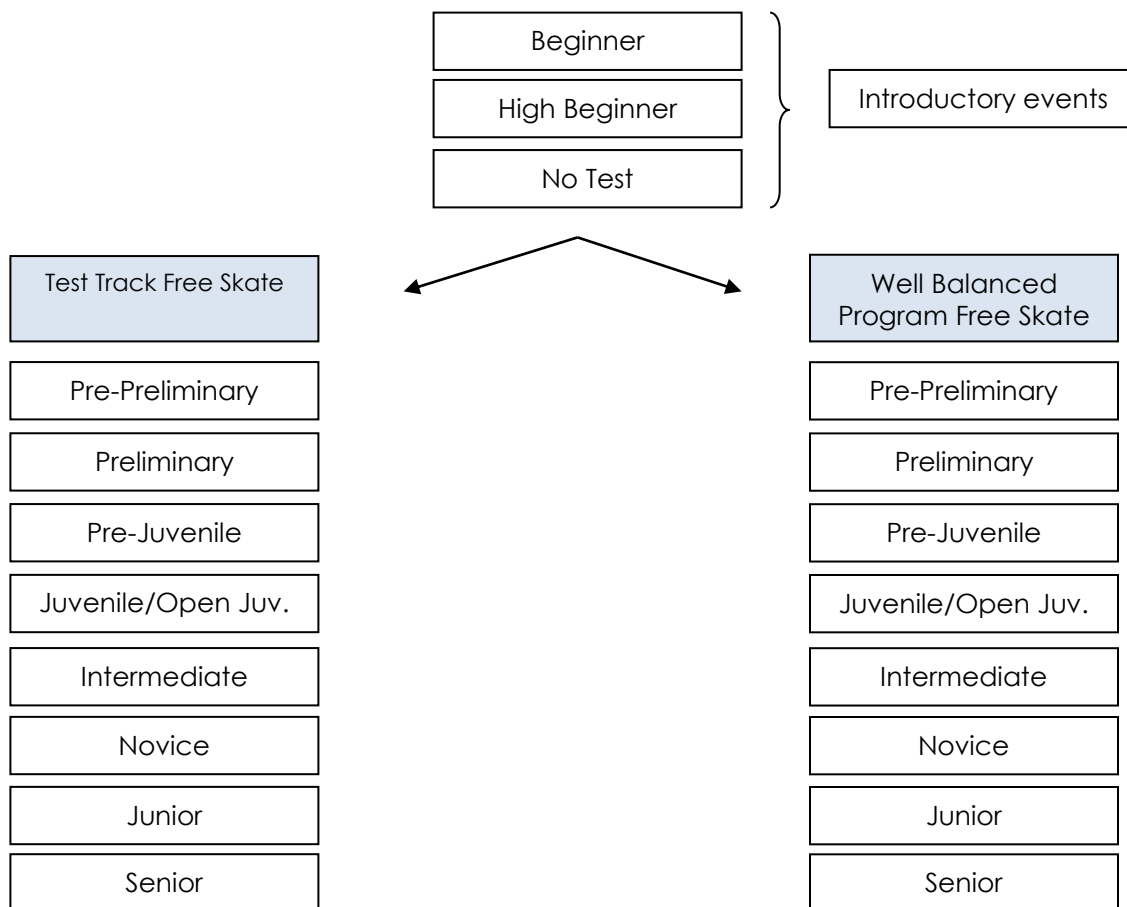 Beginner
High Beginner
No Test
Introductory events
Test Track Free Skate
Pre-Preliminary
Preliminary
Pre-Juvenile
Juvenile/Open Juv.
Intermediate
Novice
Junior
Senior
Well Balanced
Program Free Skate
Pre-Preliminary
Preliminary
Pre-Juvenile
Juvenile/Open Juv.
Intermediate
Novice
Junior
Senior